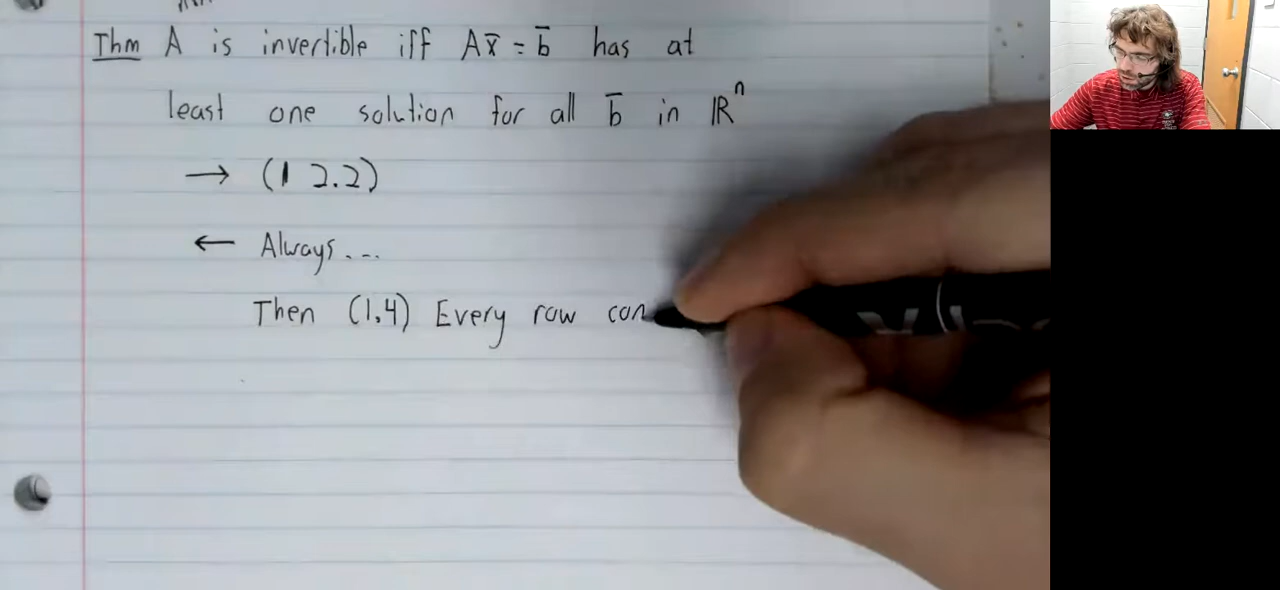 Thm A is invertible iff Ax̄ = b̄ has at
least one solution for all b̄ in ℝⁿ
→ (1 2.2)
← Always...
Then (1.4) Every row con